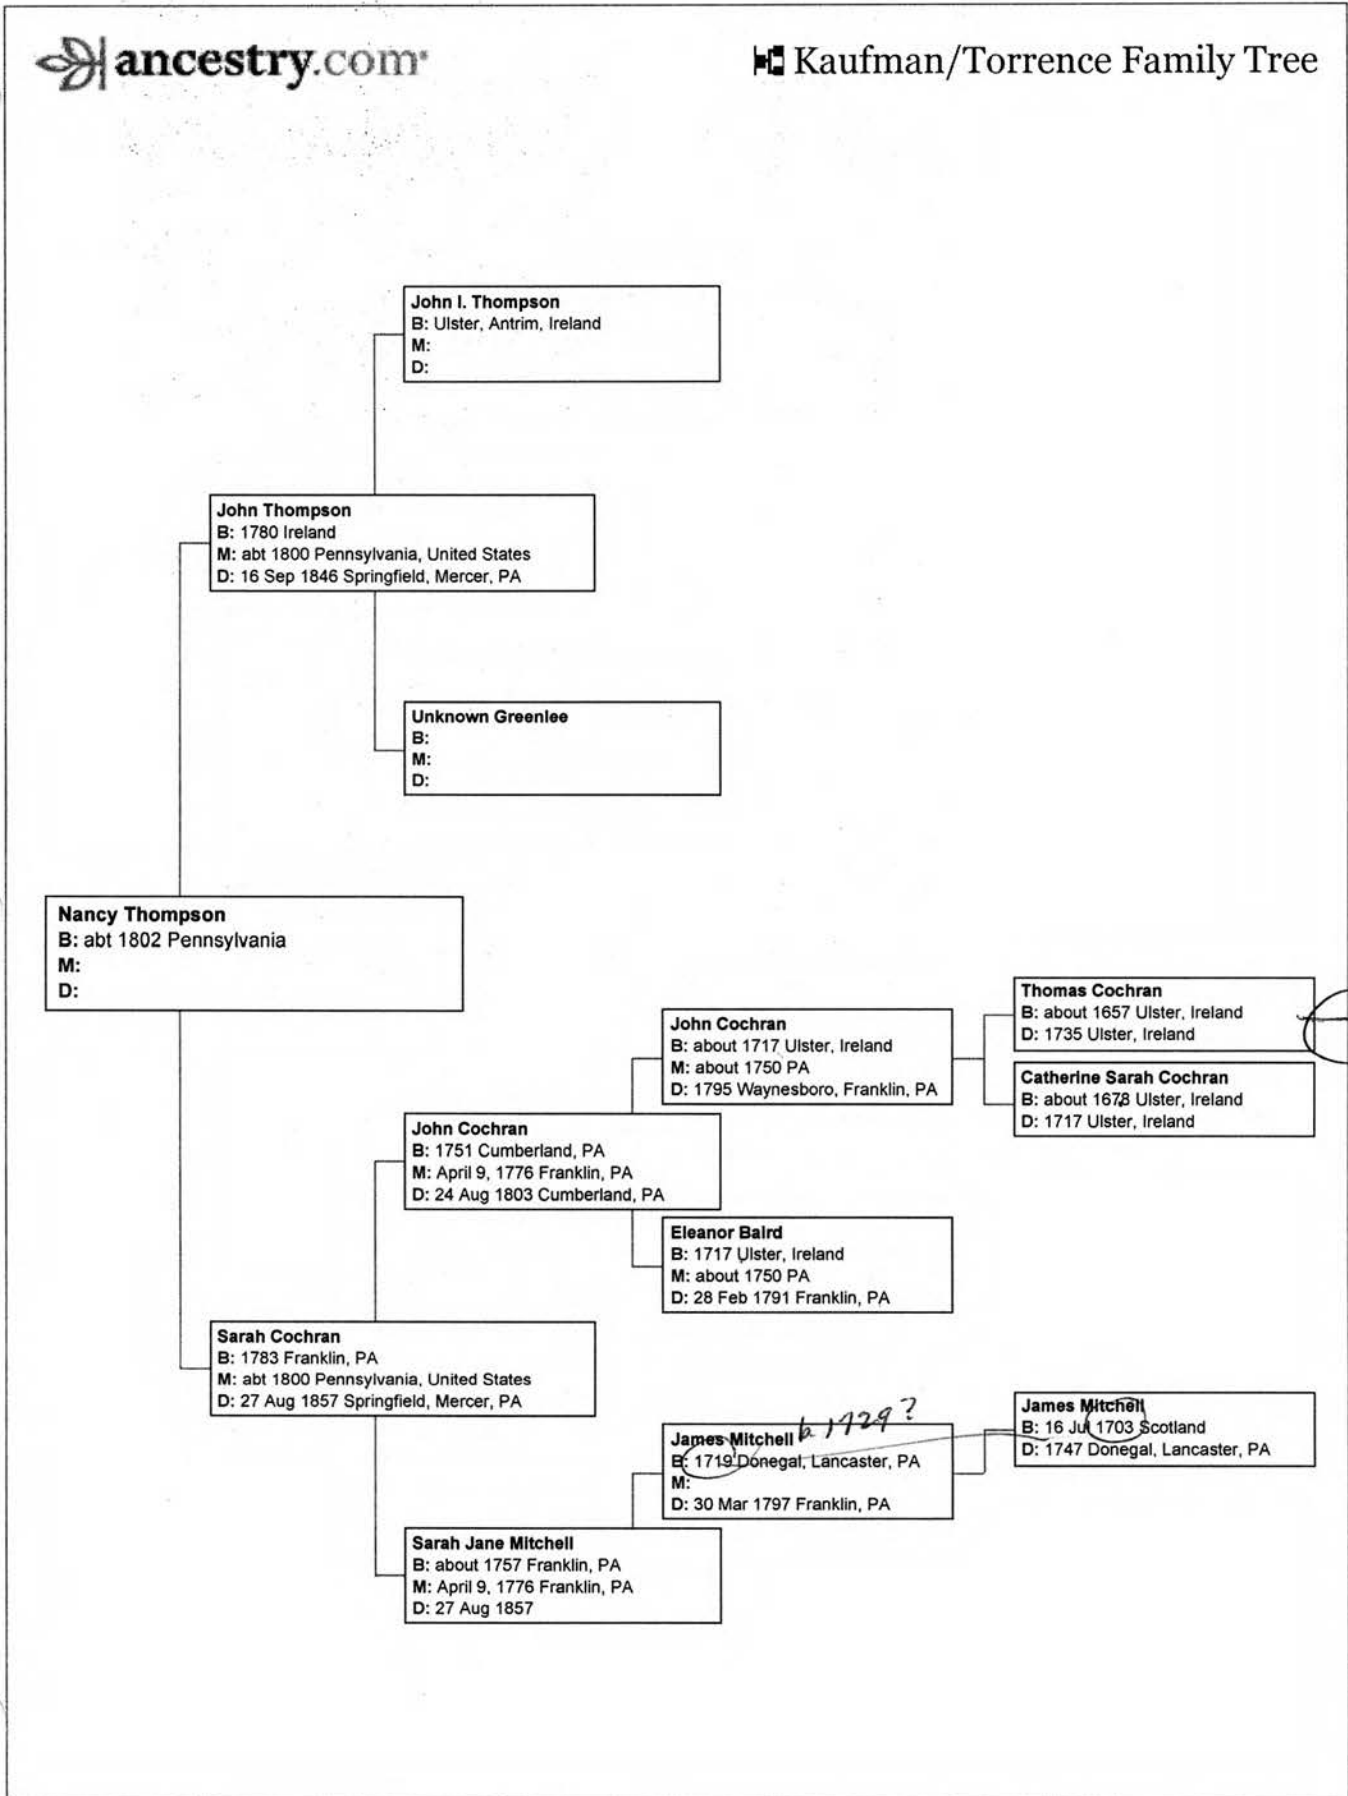 ancestry.com
Kaufman/Torrence Family Tree
John I. Thompson
B: Ulster, Antrim, Ireland
M:
D:
John Thompson
B: 1780 Ireland
M: abt 1800 Pennsylvania, United States
D: 16 Sep 1846 Springfield, Mercer, PA
Unknown Greenlee
B:
M:
D:
Nancy Thompson
B: abt 1802 Pennsylvania
M:
D:
Thomas Cochran
B: about 1657 Ulster, Ireland
D: 1735 Ulster, Ireland
John Cochran
B: about 1717 Ulster, Ireland
M: about 1750 PA
D: 1795 Waynesboro, Franklin, PA
Catherine Sarah Cochran
B: about 1678 Ulster, Ireland
D: 1717 Ulster, Ireland
John Cochran
B: 1751 Cumberland, PA
M: April 9, 1776 Franklin, PA
D: 24 Aug 1803 Cumberland, PA
Eleanor Baird
B: 1717 Ulster, Ireland
M: about 1750 PA
D: 28 Feb 1791 Franklin, PA
Sarah Cochran
B: 1783 Franklin, PA
M: abt 1800 Pennsylvania, United States
D: 27 Aug 1857 Springfield, Mercer, PA
James Mitchell
B: 16 Jul 1703 Scotland
D: 1747 Donegal, Lancaster, PA
b 1729?
James Mitchell
B: 1719 Donegal, Lancaster, PA
M:
D: 30 Mar 1797 Franklin, PA
Sarah Jane Mitchell
B: about 1757 Franklin, PA
M: April 9, 1776 Franklin, PA
D: 27 Aug 1857